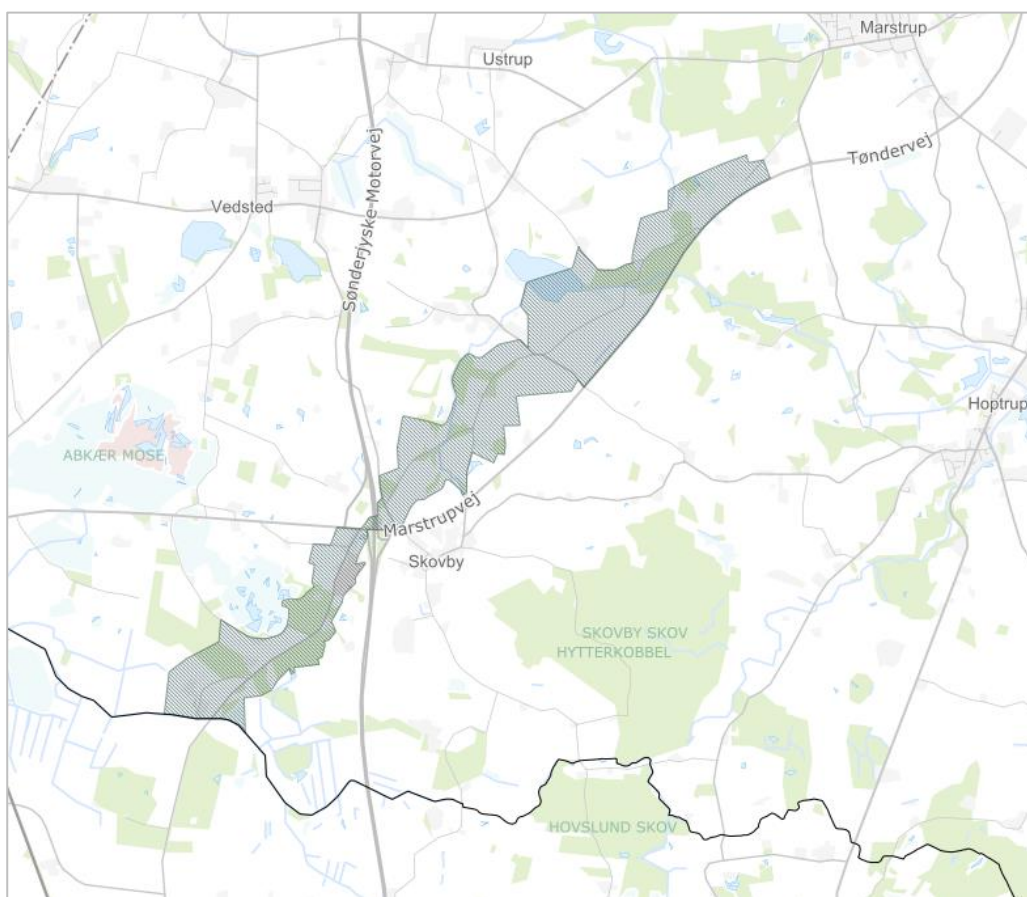 Marstrup
Ustrup
Tøndervej
Sønderjyske-Motorvej
Vedsted
Hoptrup
ABKÆR MOSE
Marstrupvej
Skovby
SKOVBY SKOV
HYTTERKOBBEL
HOVSLUND SKOV